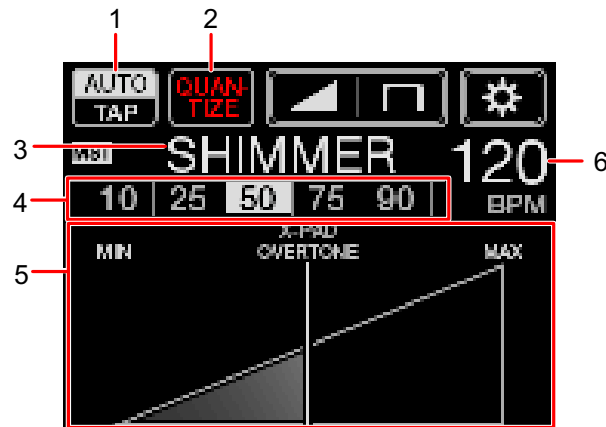 1 2
AUTO
TAP
QUAN-
TIZE
3 SHIMMER 120 6
MST
4 10 25 50 75 90 BPM
5
X-PAD
MIN OVERTONE MAX